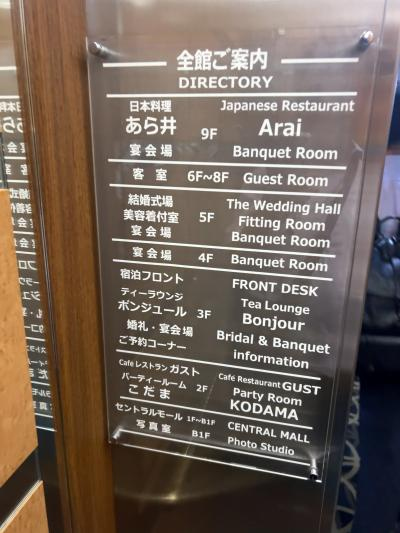 全館ご案内
DIRECTORY
日本料理 Japanese Restaurant
あら井 9F Arai
宴会場 Banquet Room
客室 6F~8F Guest Room
結婚式場 The Wedding Hall
美容着付室 5F Fitting Room
宴会場 Banquet Room
宴会場 4F Banquet Room
宿泊フロント FRONT DESK
ティーラウンジ Tea Lounge
ボンジュール 3F Bonjour
婚礼・宴会場 Bridal & Banquet
ご予約コーナー information
Cafeレストラン ガスト Café Restaurant GUST
パーティールーム 2F Party Room
こだま KODAMA
セントラルモール 1F~B1F CENTRAL MALL
写真室 B1F Photo Studio